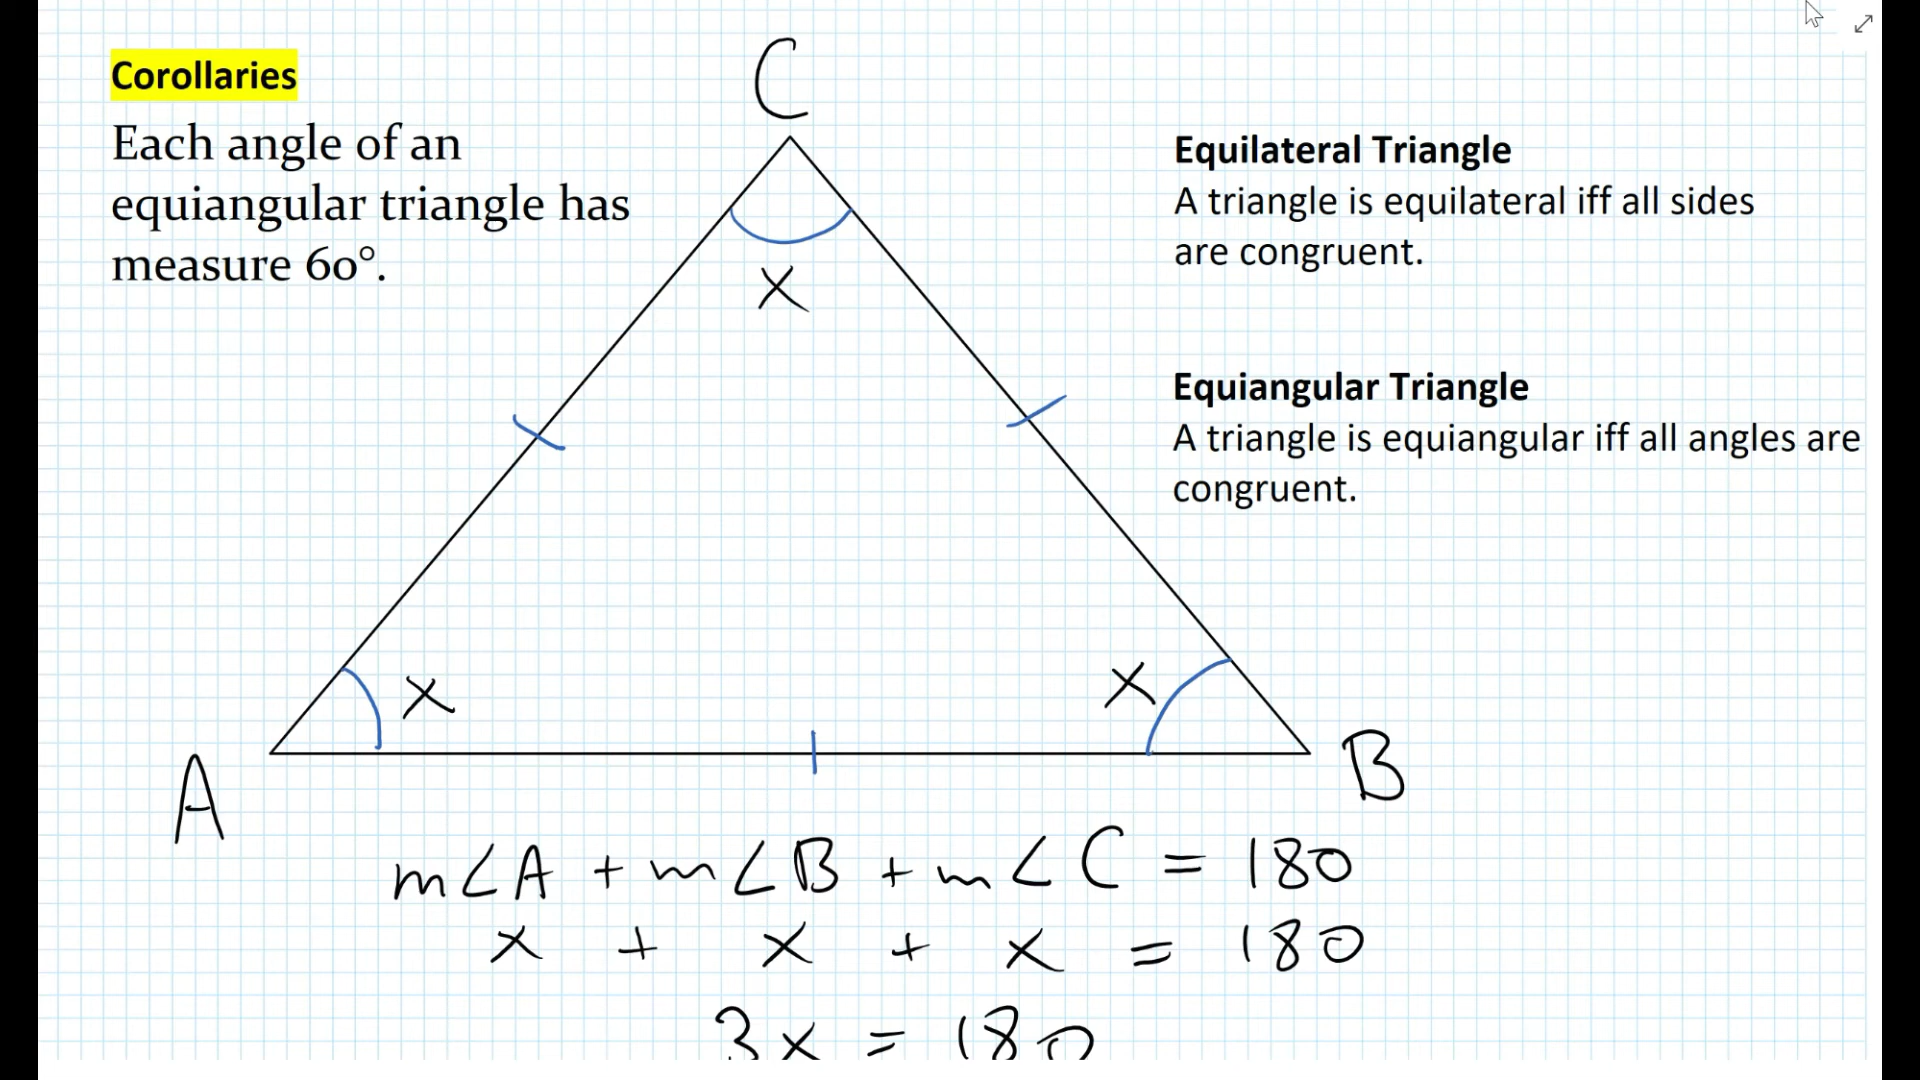 Corollaries
Each angle of an
equiangular triangle has
measure 60°.
C
Equilateral Triangle
A triangle is equilateral iff all sides
are congruent.
x
Equiangular Triangle
A triangle is equiangular iff all angles are
congruent.
x
x
A
B
m∠A + m∠B + m∠C = 180
x + x + x = 180
3x = 180